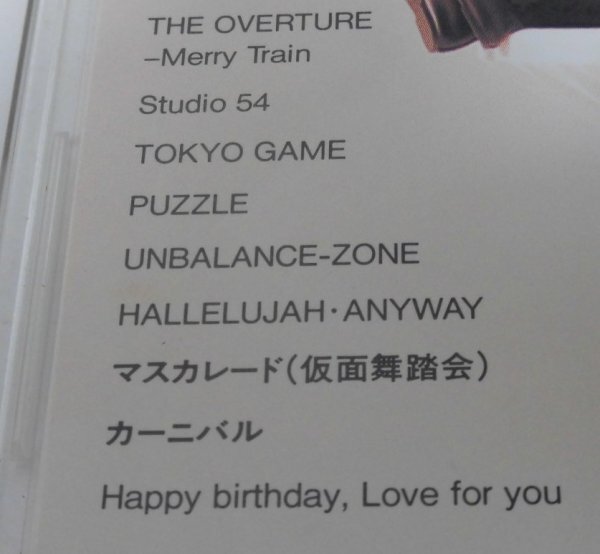 THE OVERTURE
–Merry Train
Studio 54
TOKYO GAME
PUZZLE
UNBALANCE-ZONE
HALLELUJAH・ANYWAY
マスカレード(仮面舞踏会)
カーニバル
Happy birthday, Love for you